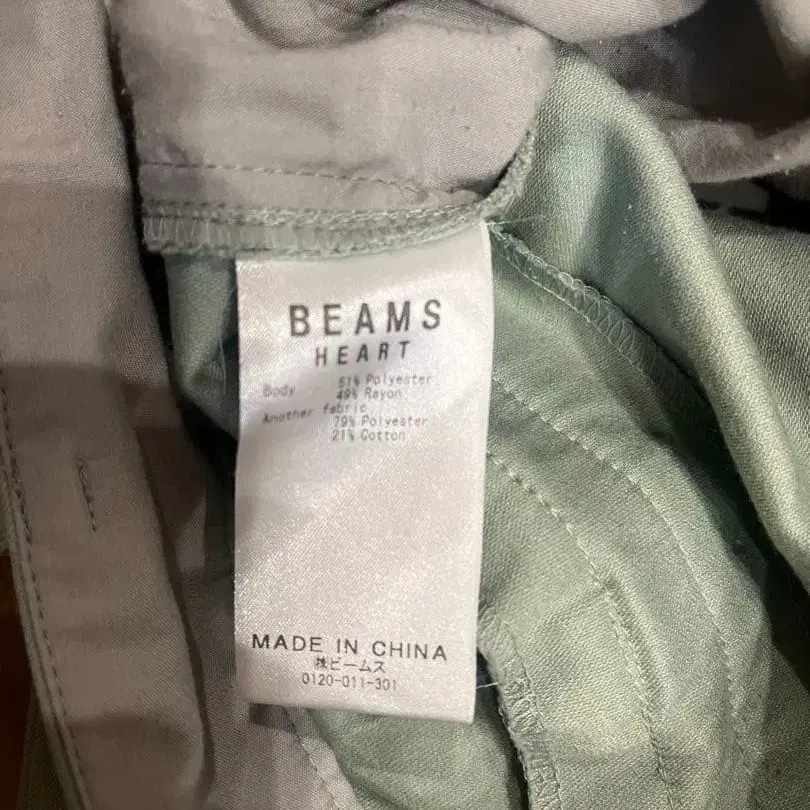 BEAMS
HEART
Body 51% Polyester
49% Rayon
Another fabric
79% Polyester
21% Cotton
MADE IN CHINA
㈱ビームス
0120-011-301